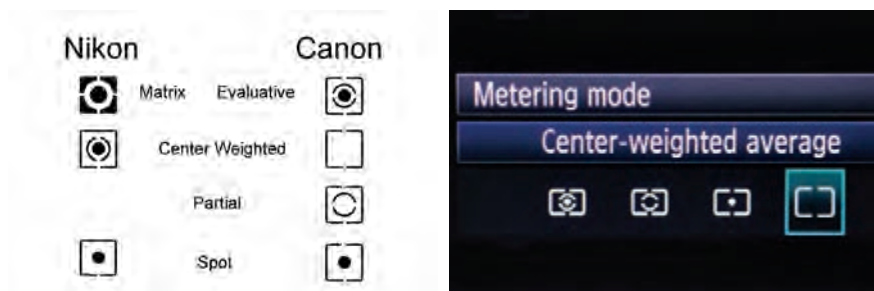 Nikon Canon
Matrix Evaluative
Center Weighted
Partial
Spot
Metering mode
Center-weighted average